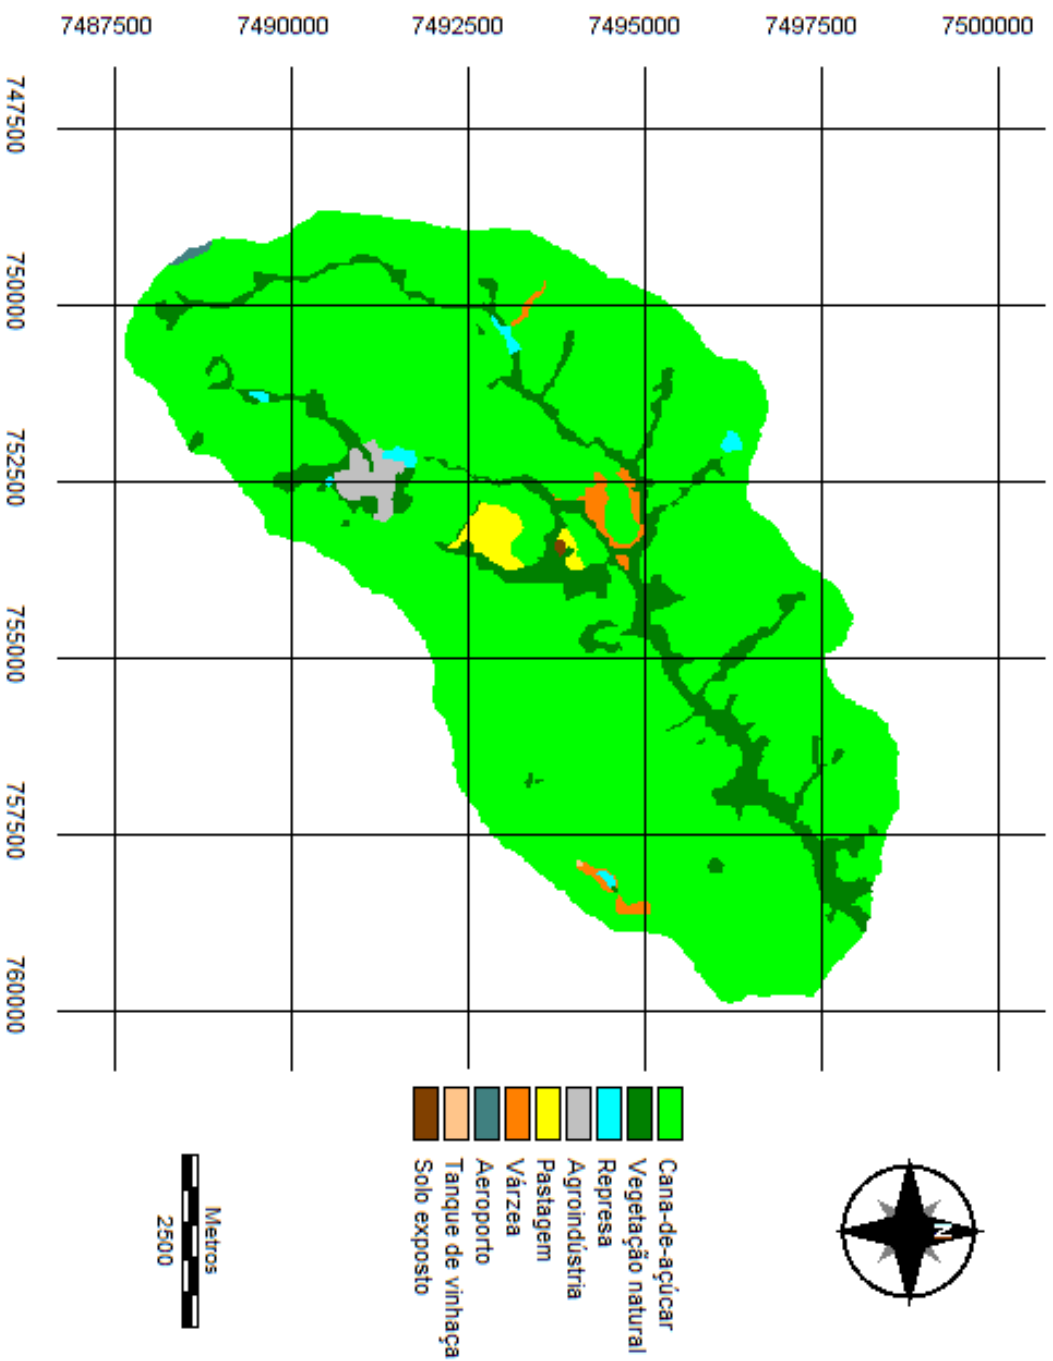 7487500
7490000
7492500
7495000
7497500
7500000
747500
750000
752500
755000
757500
760000
N
Cana-de-açúcar
Vegetação natural
Represa
Agroindústria
Pastagem
Várzea
Aeroporto
Tanque de vinhaça
Solo exposto
Metros
2500